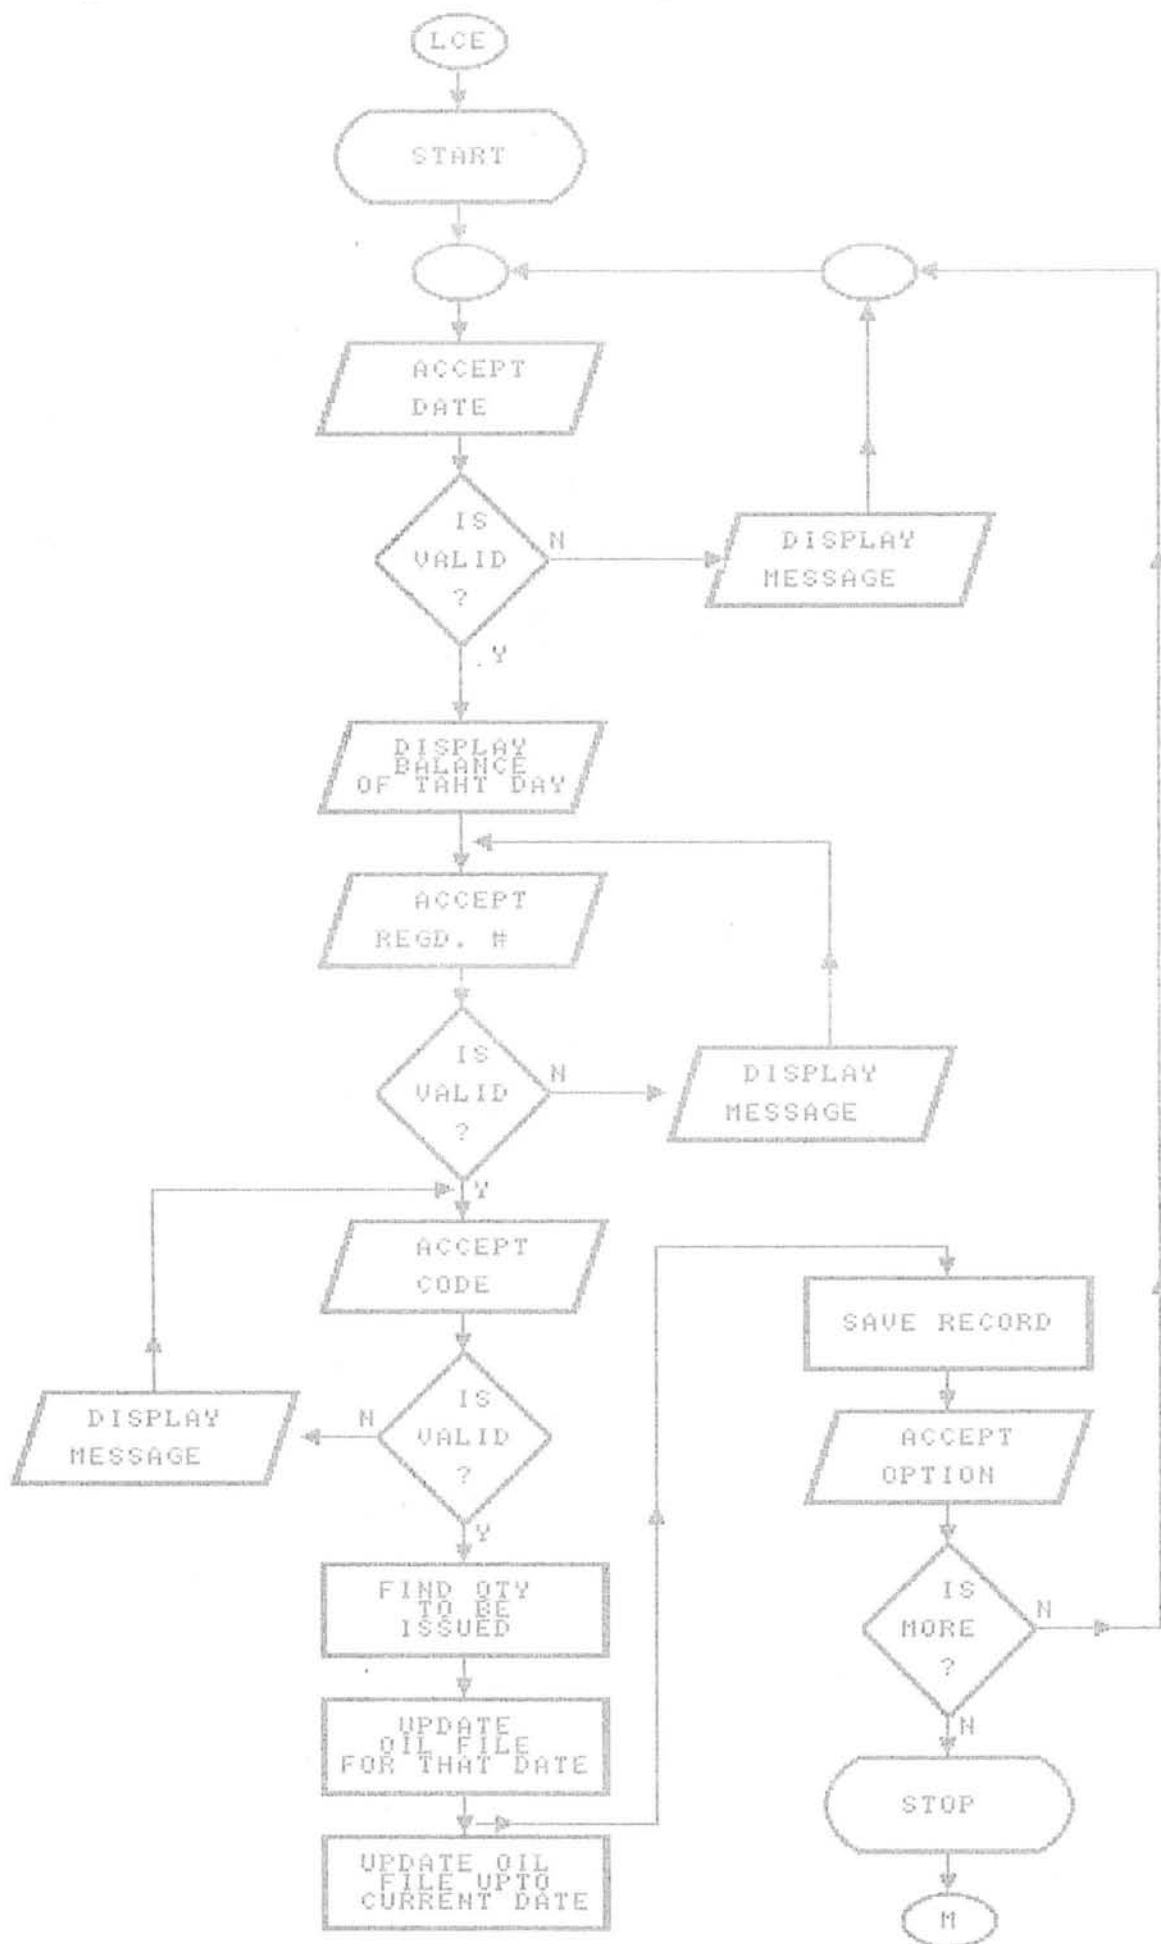 LCE
START
ACCEPT
DATE
IS
VALID
?
N
DISPLAY
MESSAGE
Y
DISPLAY
BALANCE
OF TAHT DAY
ACCEPT
REGD. #
IS
VALID
?
N
DISPLAY
MESSAGE
Y
ACCEPT
CODE
IS
VALID
?
N
DISPLAY
MESSAGE
Y
FIND QTY
TO BE
ISSUED
UPDATE
OIL FILE
FOR THAT DATE
UPDATE OIL
FILE UPTO
CURRENT DATE
SAVE RECORD
ACCEPT
OPTION
IS
MORE
?
N
N
STOP
M